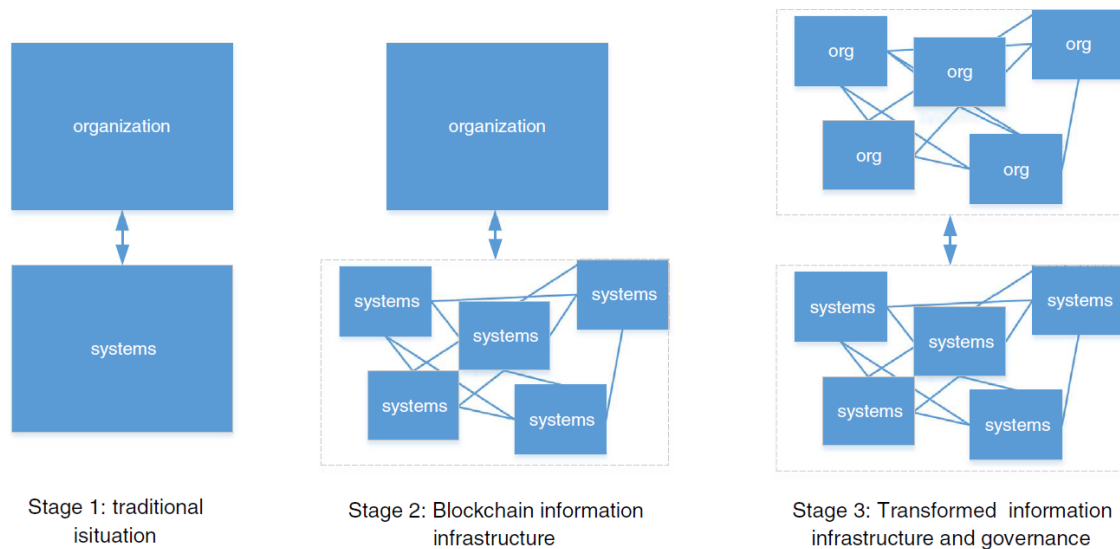 organization
systems
Stage 1: traditional
isituation
organization
systems
systems
systems
systems
systems
Stage 2: Blockchain information
infrastructure
org
org
org
org
org
systems
systems
systems
systems
systems
Stage 3: Transformed information
infrastructure and governance